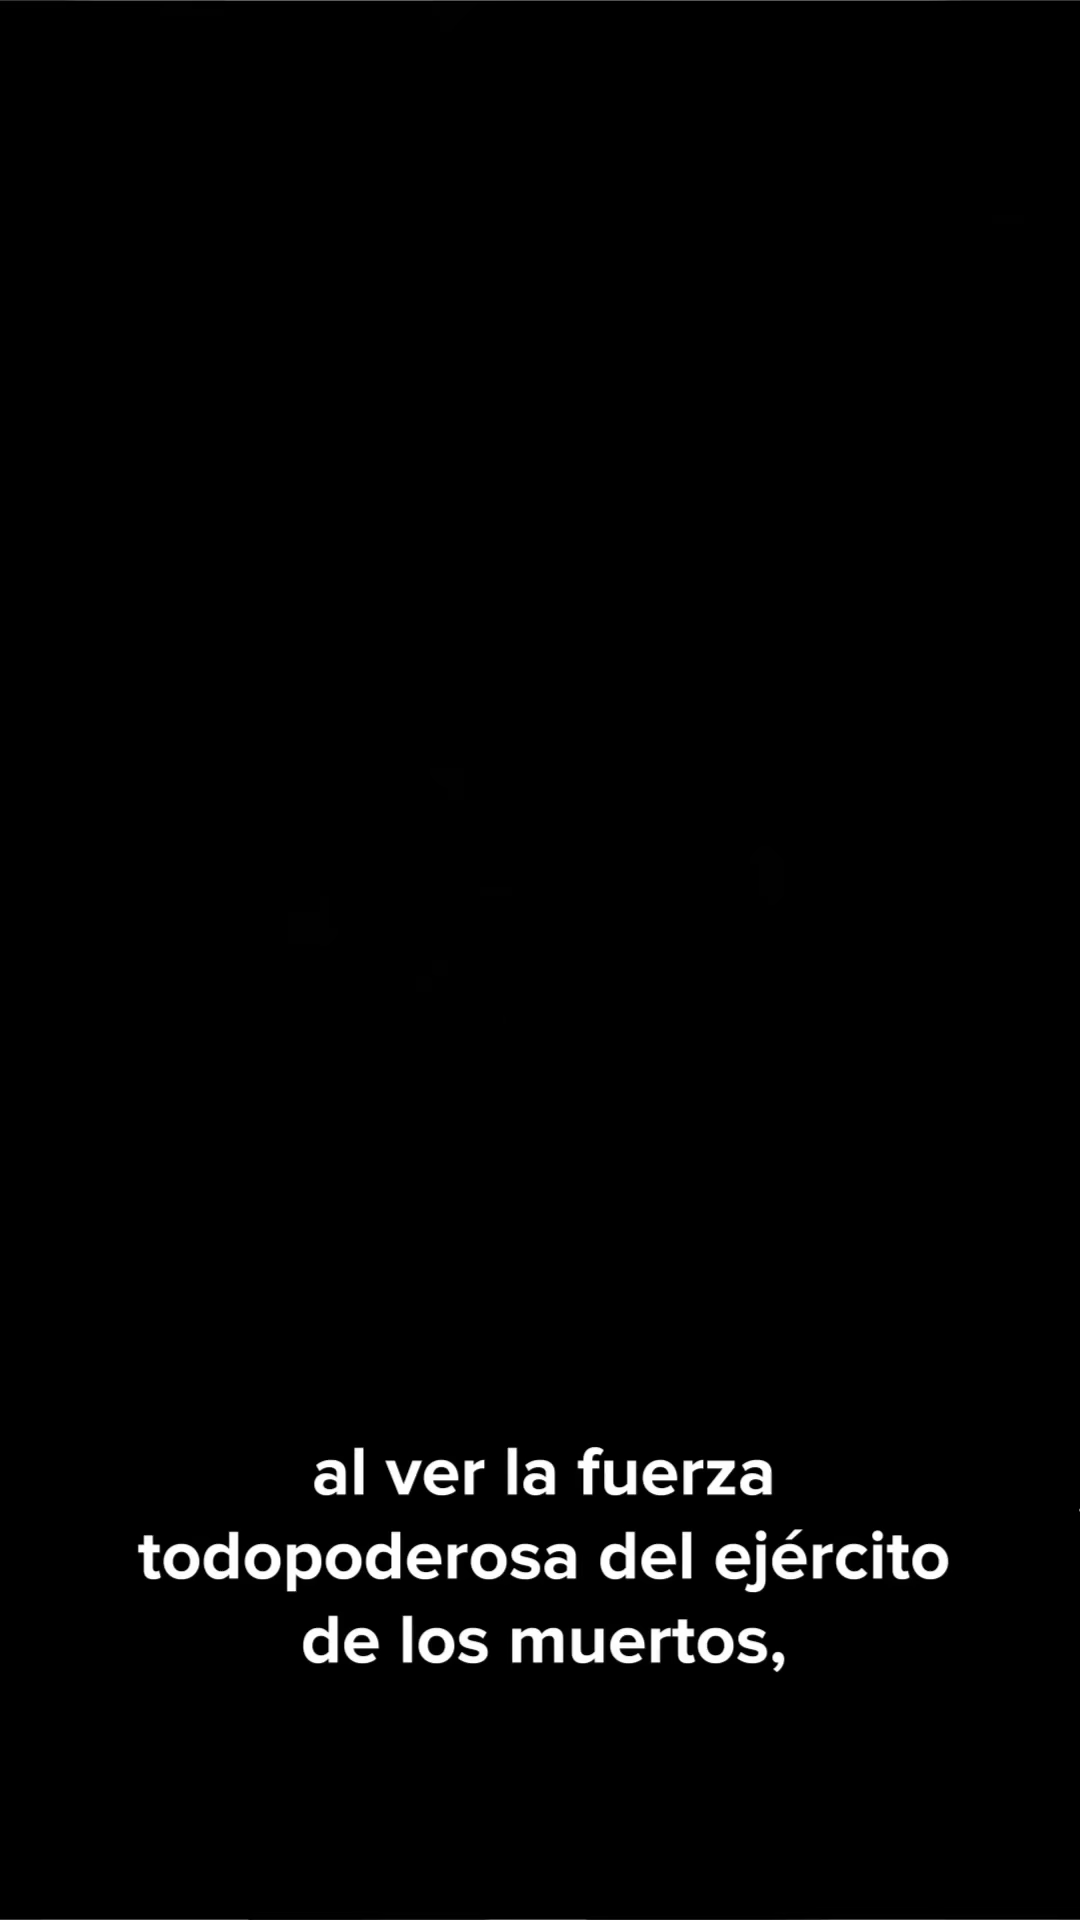 al ver la fuerza
todopoderosa del ejército
de los muertos,